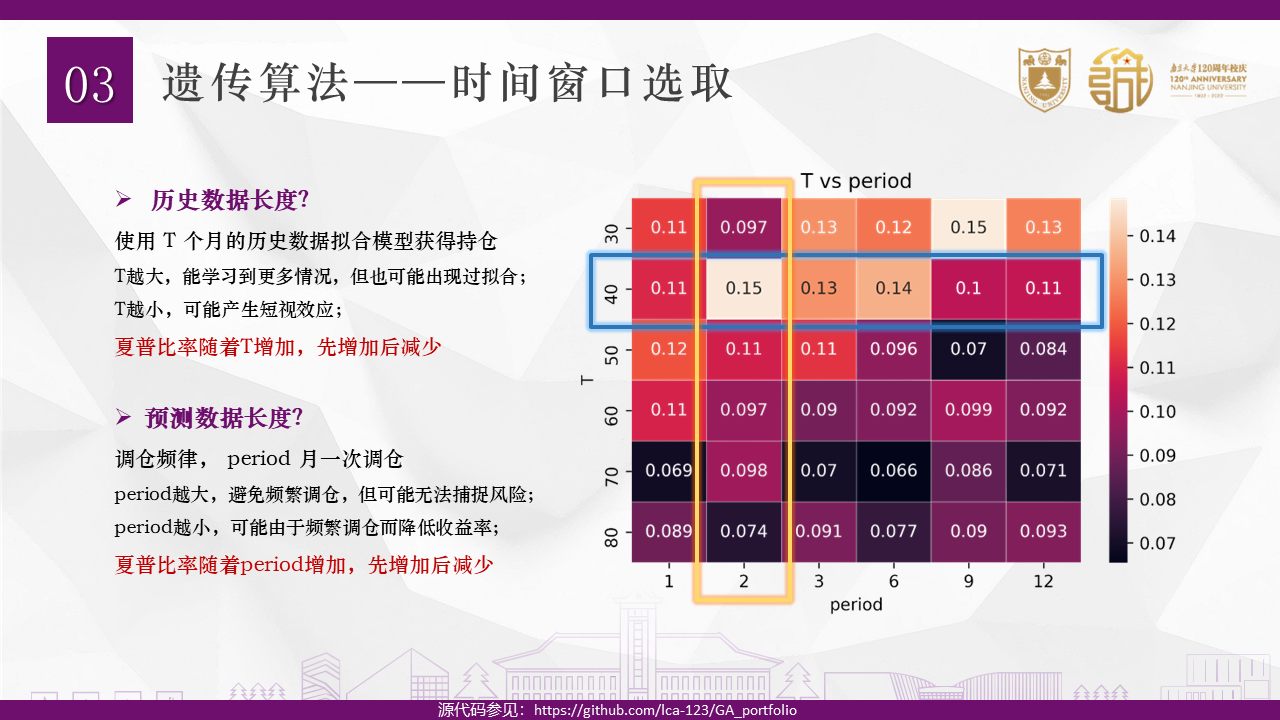 03
遗传算法——时间窗口选取
NANJING UNIVERSITY
南京大学120周年校庆
120th ANNIVERSARY
NANJING UNIVERSITY
1902-2022
历史数据长度?
使用 T 个月的历史数据拟合模型获得持仓
T越大，能学习到更多情况，但也可能出现过拟合；
T越小，可能产生短视效应；
夏普比率随着T增加，先增加后减少
预测数据长度?
调仓频律， period 月一次调仓
period越大，避免频繁调仓，但可能无法捕捉风险；
period越小，可能由于频繁调仓而降低收益率；
夏普比率随着period增加，先增加后减少
T vs period
30 0.11 0.097 0.13 0.12 0.15 0.13
40 0.11 0.15 0.13 0.14 0.1 0.11
50 0.12 0.11 0.11 0.096 0.07 0.084
60 0.11 0.097 0.09 0.092 0.099 0.092
70 0.069 0.098 0.07 0.066 0.086 0.071
80 0.089 0.074 0.091 0.077 0.09 0.093
1 2 3 6 9 12
period
T
0.14
0.13
0.12
0.11
0.10
0.09
0.08
0.07
源代码参见：https://github.com/lca-123/GA_portfolio